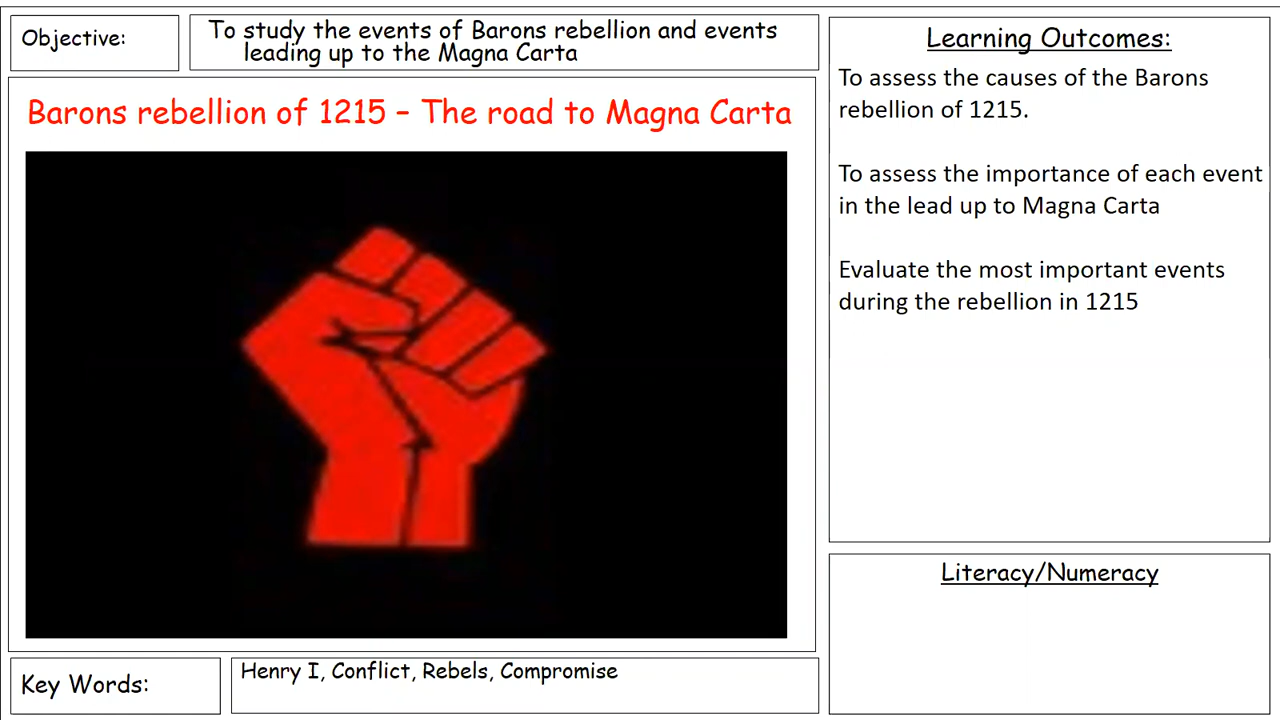 Objective:
To study the events of Barons rebellion and events
leading up to the Magna Carta
Barons rebellion of 1215 – The road to Magna Carta
Learning Outcomes:
To assess the causes of the Barons
rebellion of 1215.
To assess the importance of each event
in the lead up to Magna Carta
Evaluate the most important events
during the rebellion in 1215
Literacy/Numeracy
Key Words:
Henry I, Conflict, Rebels, Compromise